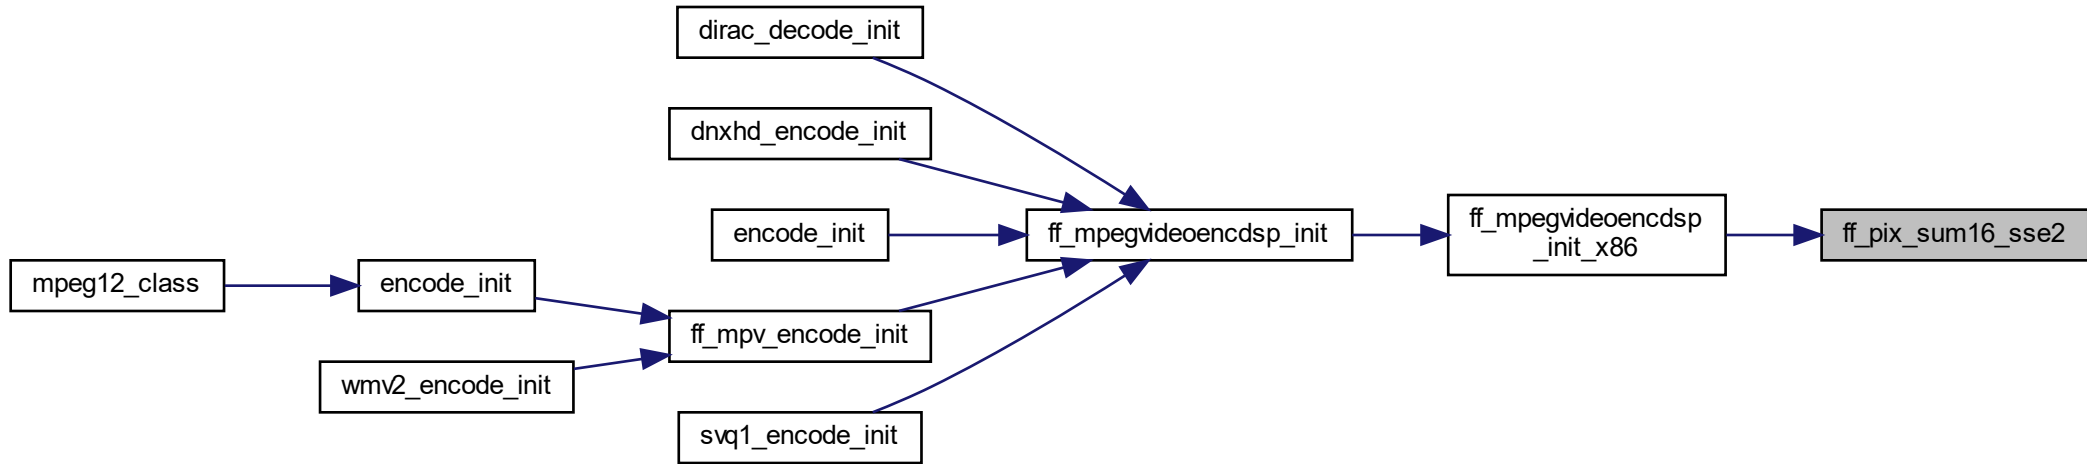 dirac_decode_init
dnxhd_encode_init
encode_init
ff_mpegvideoencdsp_init
ff_mpegvideoencdsp
_init_x86
ff_pix_sum16_sse2
mpeg12_class
encode_init
ff_mpv_encode_init
wmv2_encode_init
svq1_encode_init